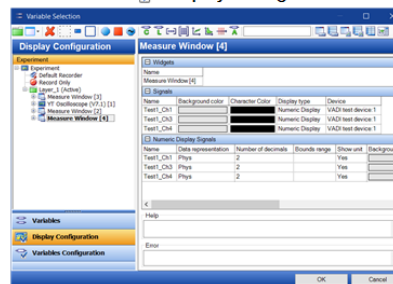 Variable Selection
Display Configuration
Measure Window [4]
Experiment
Experiment
Default Recorder
Record Only
Layer_1 (Active)
Measure Window [3]
YT Oscilloscope (V7.1) [1]
Measure Window [2]
Measure Window [4]
Widgets
Name
Measure Window [4]
Signals
Name Background color Character Color Display type Device
Test1_Ch1 Numeric Display VADI test device:1
Test1_Ch3 Numeric Display VADI test device:1
Test1_Ch4 Numeric Display VADI test device:1
Numeric Display Signals
Name Data representation Number of decimals Bounds range Show unit Backgrou
Test1_Ch1 Phys 2 Yes
Test1_Ch3 Phys 2 Yes
Test1_Ch4 Phys 2 Yes
Help
Error
Variables
Display Configuration
Variables Configuration
OK Cancel